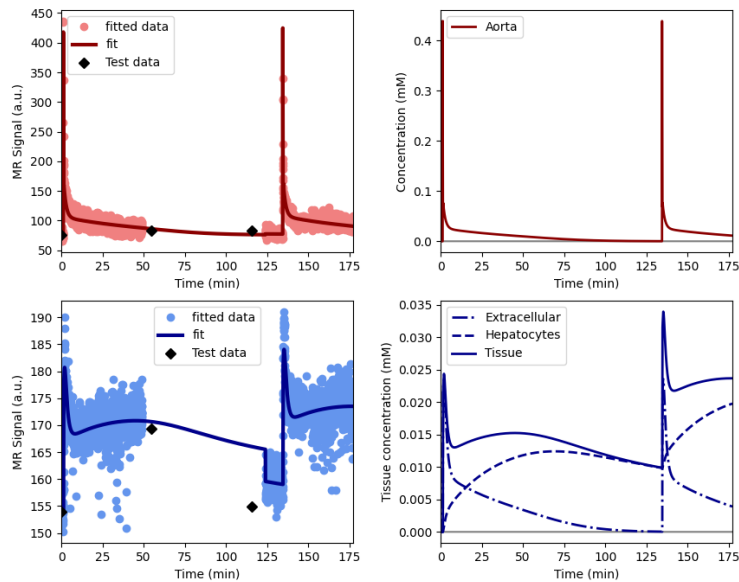 450
400
350
300
250
200
150
100
50
MR Signal (a.u.)
fitted data
fit
Test data
0 25 50 75 100 125 150 175
Time (min)
0.4
0.3
0.2
0.1
0.0
Concentration (mM)
Aorta
0 25 50 75 100 125 150 175
Time (min)
190
185
180
175
170
165
160
155
150
MR Signal (a.u.)
fitted data
fit
Test data
0 25 50 75 100 125 150 175
Time (min)
0.035
0.030
0.025
0.020
0.015
0.010
0.005
0.000
Tissue concentration (mM)
Extracellular
Hepatocytes
Tissue
0 25 50 75 100 125 150 175
Time (min)